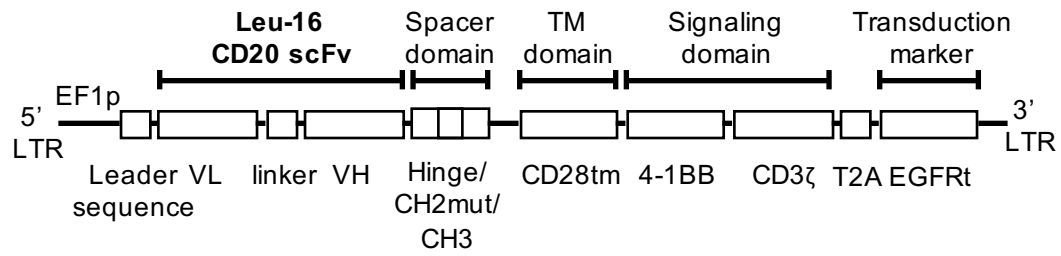 Leu-16
CD20 scFv
Spacer
domain
TM
domain
Signaling
domain
Transduction
marker
5’
LTR
EF1p
3’
LTR
Leader
sequence
VL
linker
VH
Hinge/
CH2mut/
CH3
CD28tm
4-1BB
CD3ζ
T2A
EGFRt